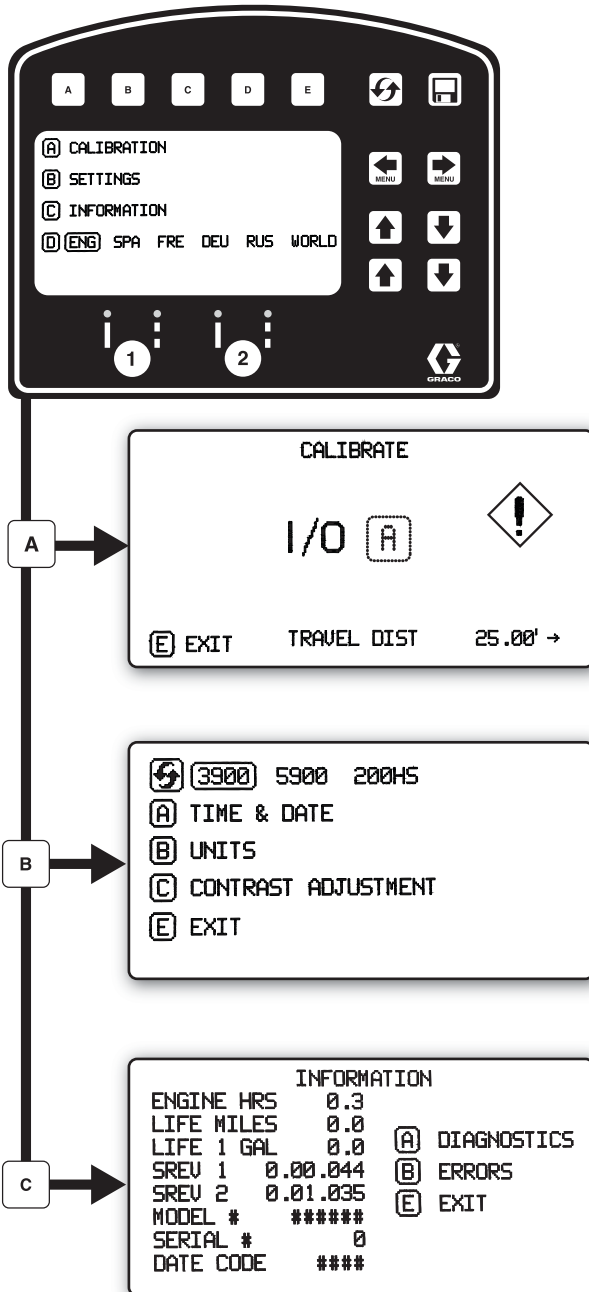 A B C D E
A CALIBRATION
B SETTINGS
C INFORMATION
D ENG SPA FRE DEU RUS WORLD
MENU MENU
1 2
GRACO
CALIBRATE
A
I/O A
!
E EXIT TRAVEL DIST 25.00' →
3900 5900 200HS
A TIME & DATE
B
B UNITS
C CONTRAST ADJUSTMENT
E EXIT
INFORMATION
ENGINE HRS 0.3
LIFE MILES 0.0
LIFE 1 GAL 0.0
SREV 1 0.00.044
SREV 2 0.01.035
MODEL # ######
SERIAL # 0
DATE CODE ####
A DIAGNOSTICS
B ERRORS
E EXIT
C